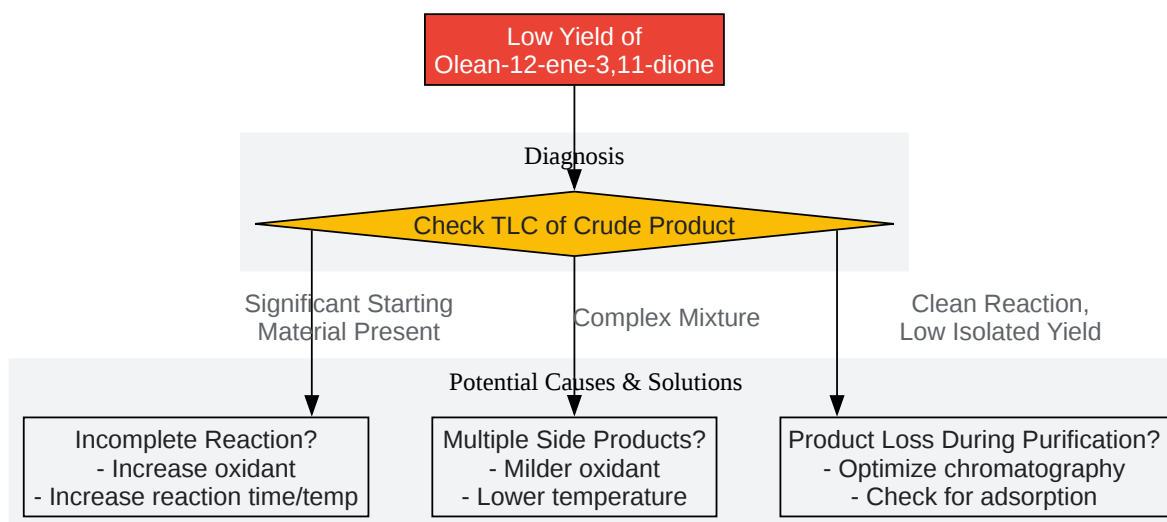 Low Yield of
Olean-12-ene-3,11-dione
Diagnosis
Check TLC of Crude Product
Significant Starting
Material Present
Complex Mixture
Clean Reaction,
Low Isolated Yield
Potential Causes & Solutions
Incomplete Reaction?
- Increase oxidant
- Increase reaction time/temp
Multiple Side Products?
- Milder oxidant
- Lower temperature
Product Loss During Purification?
- Optimize chromatography
- Check for adsorption